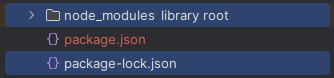 node_modules library root
package.json
package-lock.json